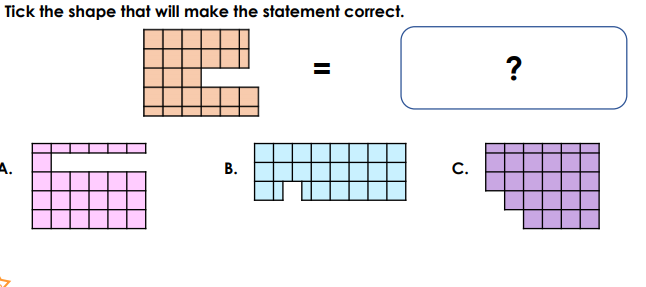 Tick the shape that will make the statement correct.
= ?
A. B. C.